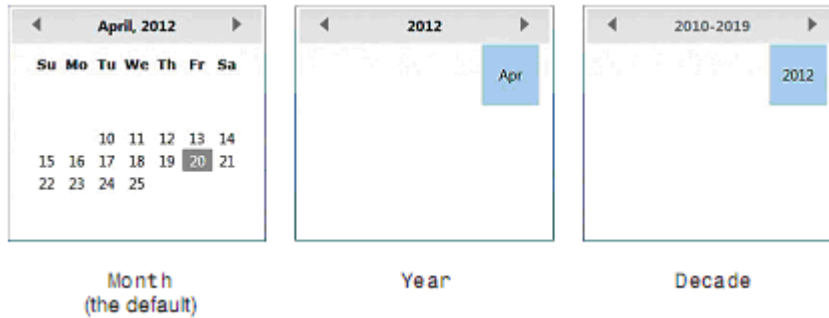 April, 2012
Su Mo Tu We Th Fr Sa
10 11 12 13 14
15 16 17 18 19 20 21
22 23 24 25
Month
(the default)
2012
Apr
Year
2010-2019
2012
Decade